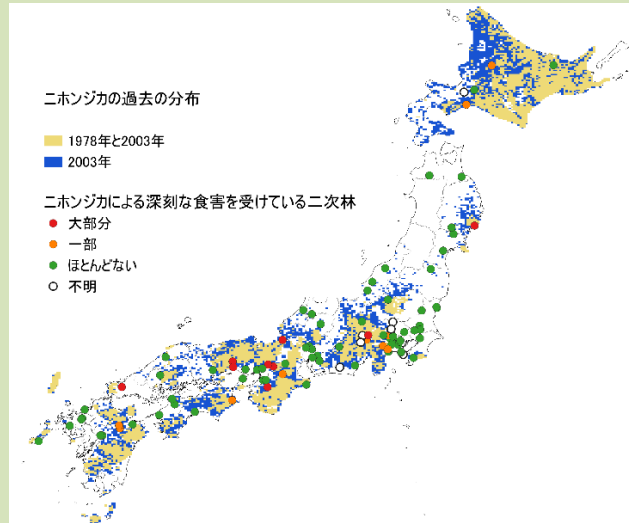 ニホンジカの過去の分布
1978年と2003年
2003年
ニホンジカによる深刻な食害を受けている二次林
大部分
一部
ほとんどない
不明